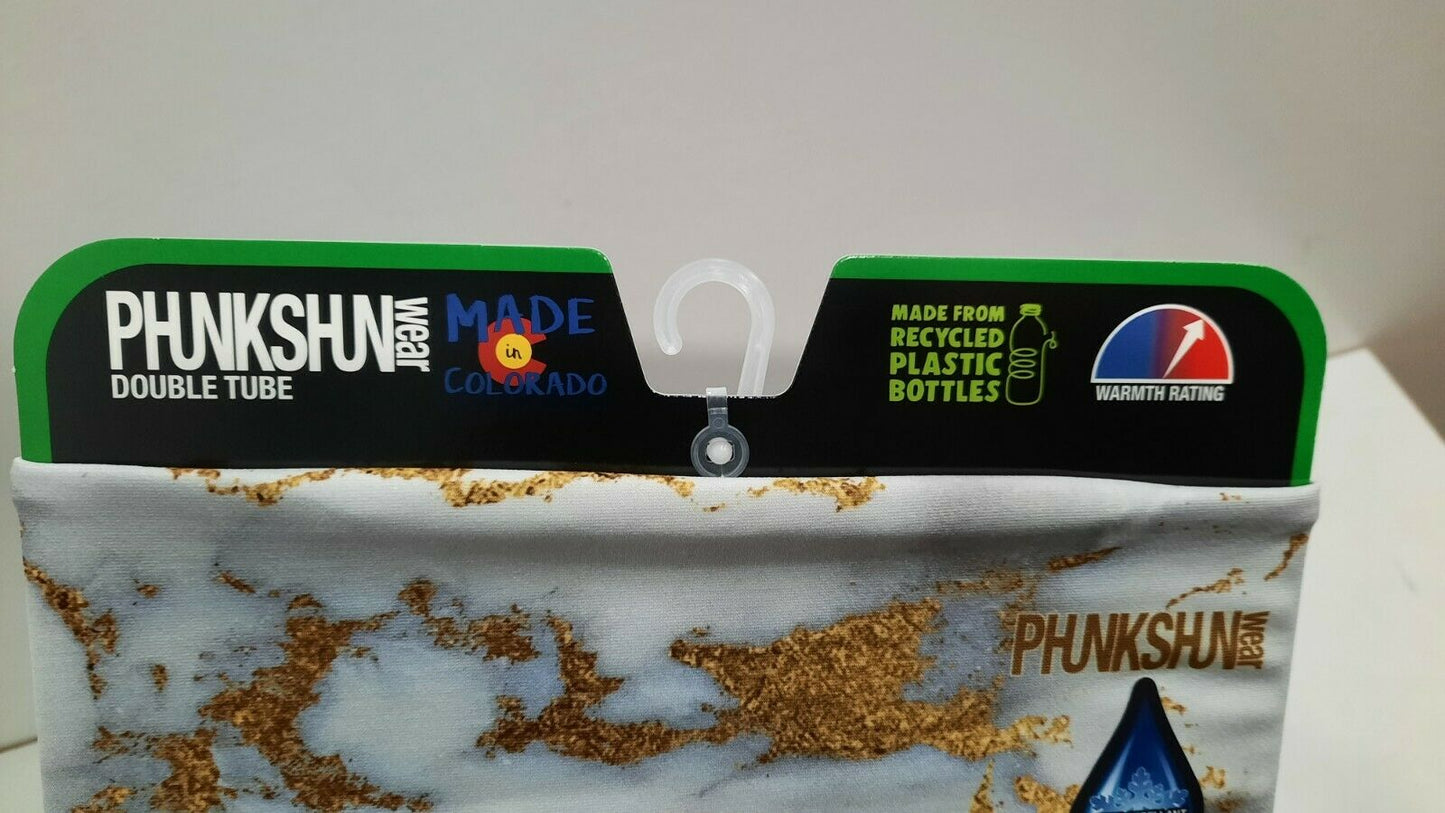 PHUNKSHUN
wear
DOUBLE TUBE
MADE
in
COLORADO
MADE FROM
RECYCLED
PLASTIC
BOTTLES
WARMTH RATING
PHUNKSHUN
wear